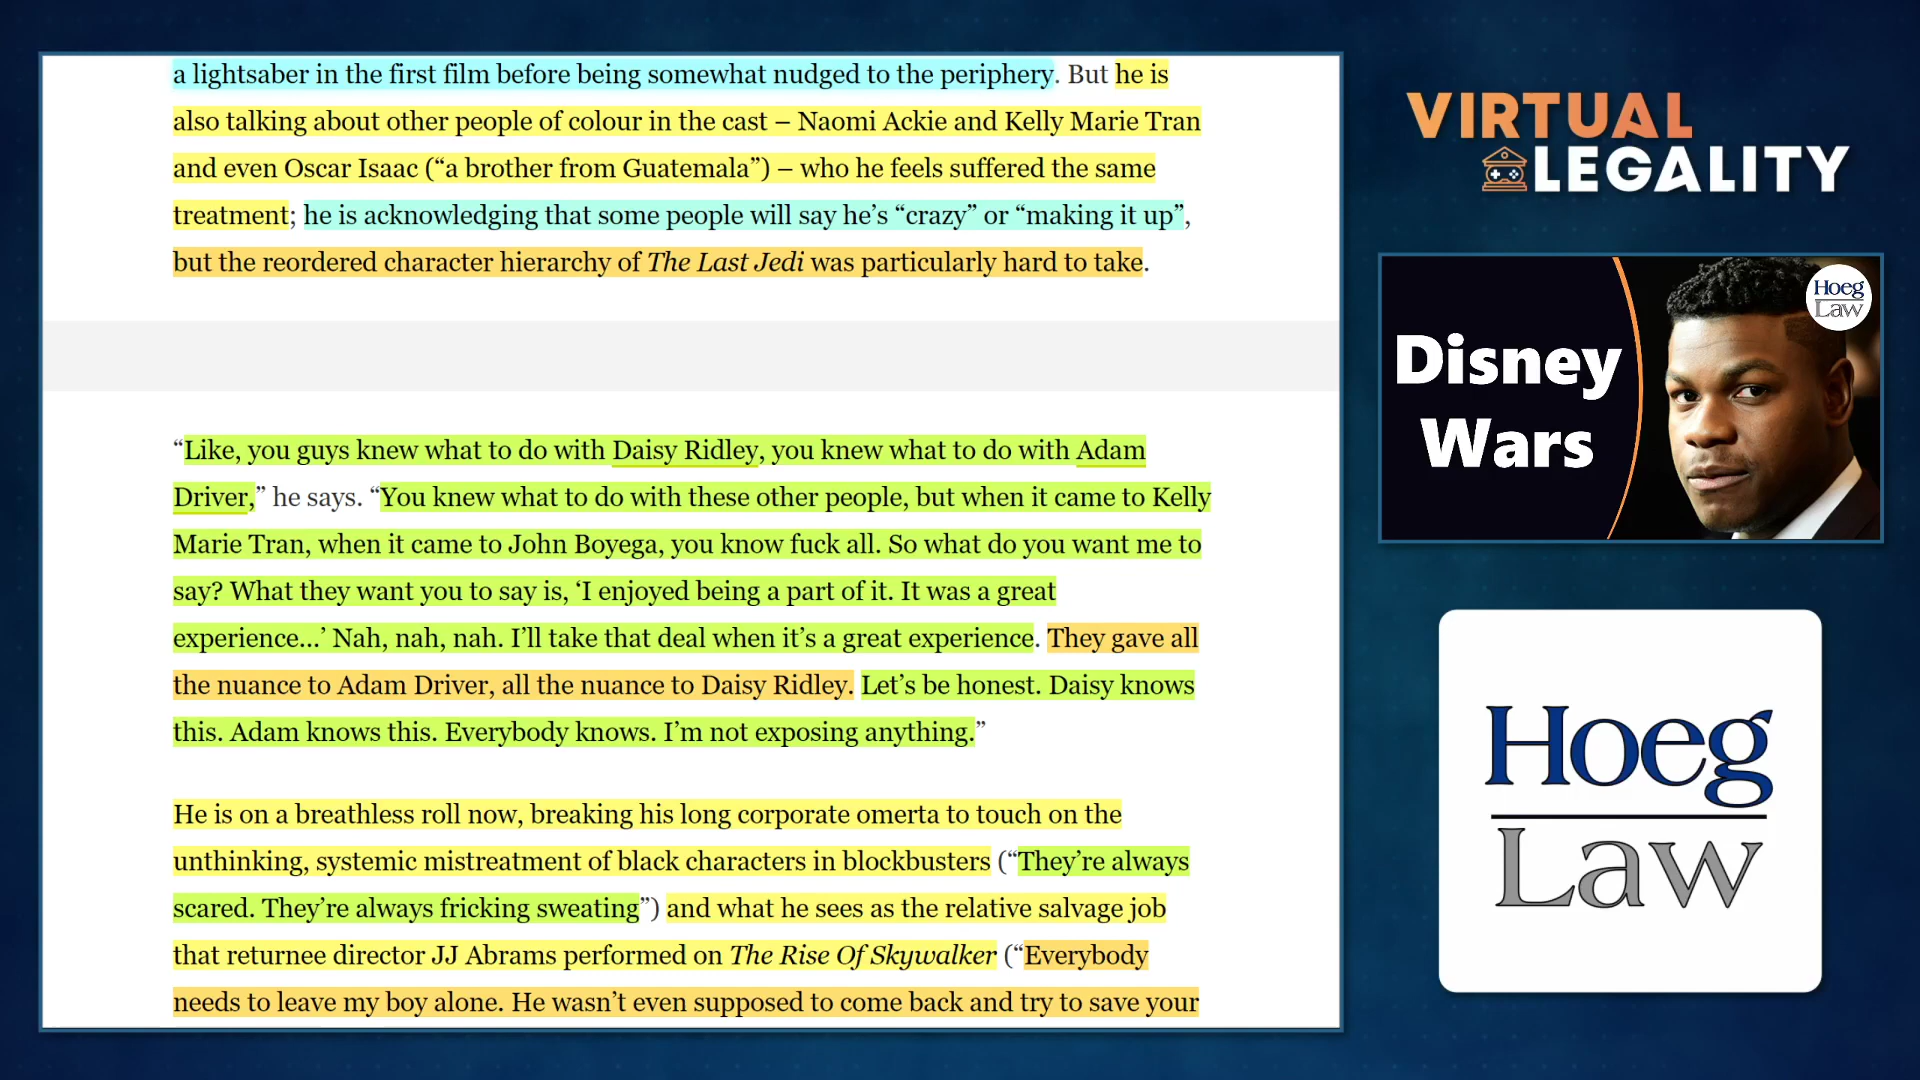 a lightsaber in the first film before being somewhat nudged to the periphery. But he is
also talking about other people of colour in the cast – Naomi Ackie and Kelly Marie Tran
and even Oscar Isaac (“a brother from Guatemala”) – who he feels suffered the same
treatment; he is acknowledging that some people will say he’s “crazy” or “making it up”,
but the reordered character hierarchy of The Last Jedi was particularly hard to take.
“Like, you guys knew what to do with Daisy Ridley, you knew what to do with Adam
Driver,” he says. “You knew what to do with these other people, but when it came to Kelly
Marie Tran, when it came to John Boyega, you know fuck all. So what do you want me to
say? What they want you to say is, ‘I enjoyed being a part of it. It was a great
experience...’ Nah, nah, nah. I’ll take that deal when it’s a great experience. They gave all
the nuance to Adam Driver, all the nuance to Daisy Ridley. Let’s be honest. Daisy knows
this. Adam knows this. Everybody knows. I’m not exposing anything.”
He is on a breathless roll now, breaking his long corporate omerta to touch on the
unthinking, systemic mistreatment of black characters in blockbusters (“They’re always
scared. They’re always fricking sweating”) and what he sees as the relative salvage job
that returnee director JJ Abrams performed on The Rise Of Skywalker (“Everybody
needs to leave my boy alone. He wasn’t even supposed to come back and try to save your
VIRTUAL
LEGALITY
Disney
Wars
Hoeg
Law
Hoeg
Law